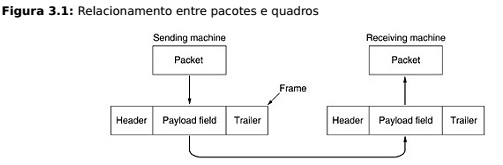 Figura 3.1: Relacionamento entre pacotes e quadros
Sending machine
Receiving machine
Packet
Packet
Frame
Header
Payload field
Trailer
Header
Payload field
Trailer